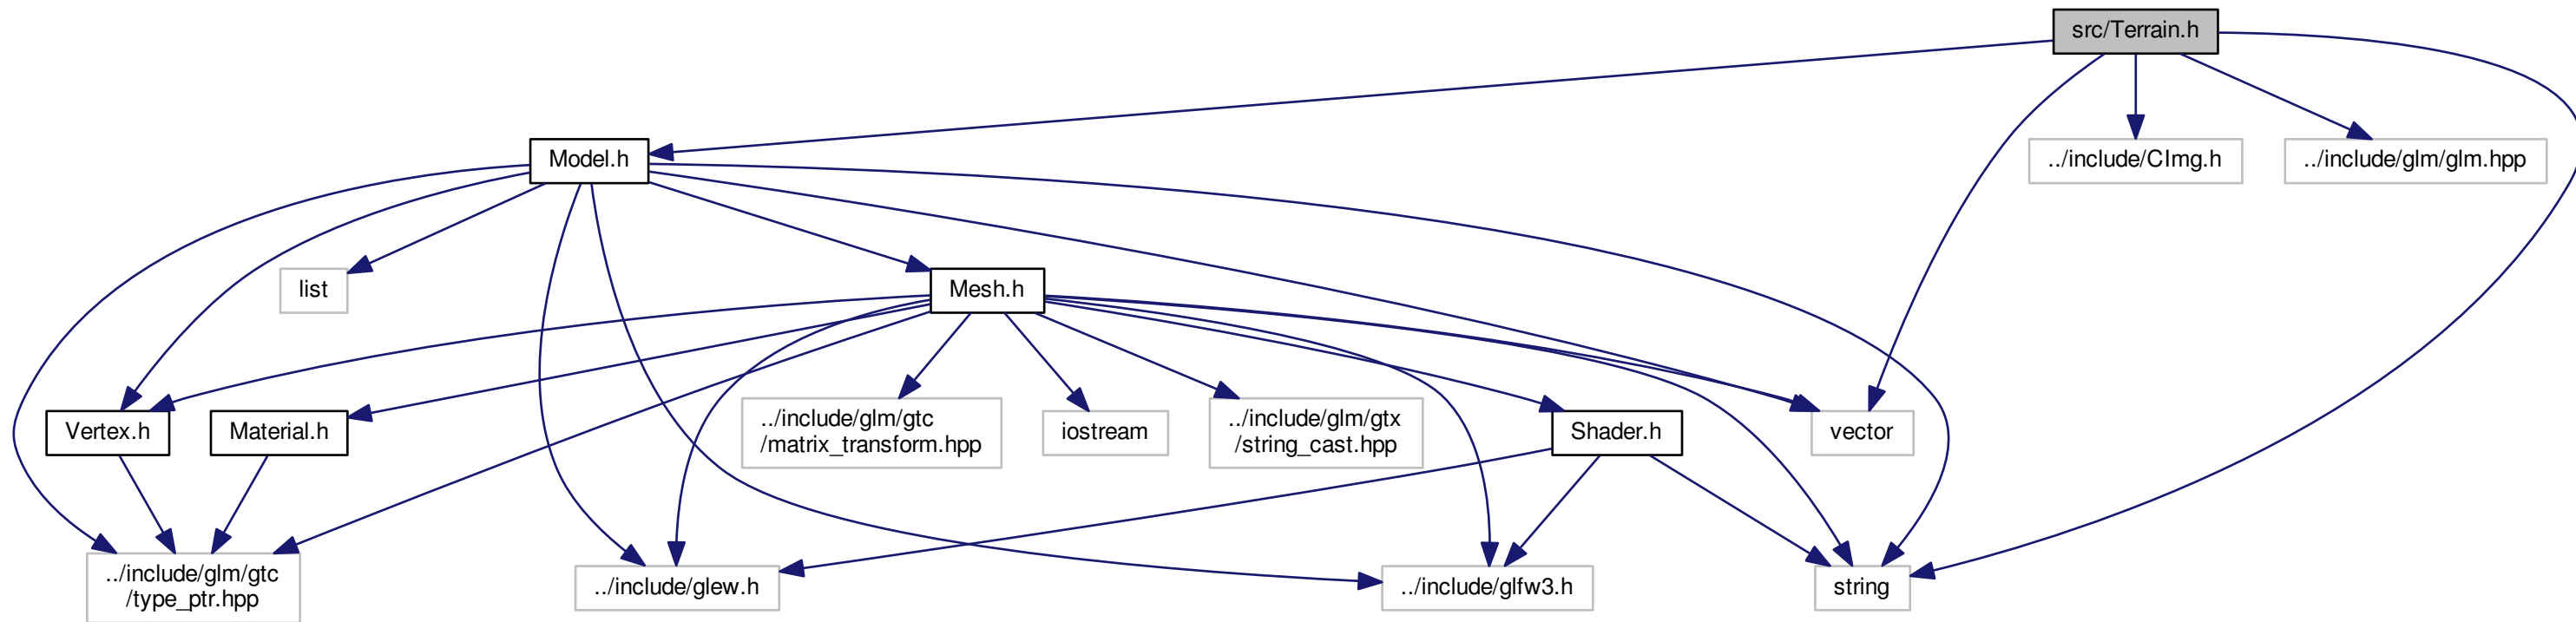 src/Terrain.h
Model.h
../include/CImg.h
../include/glm/glm.hpp
list
Mesh.h
Vertex.h
Material.h
../include/glm/gtc
/matrix_transform.hpp
iostream
../include/glm/gtx
/string_cast.hpp
Shader.h
vector
../include/glm/gtc
/type_ptr.hpp
../include/glew.h
../include/glfw3.h
string